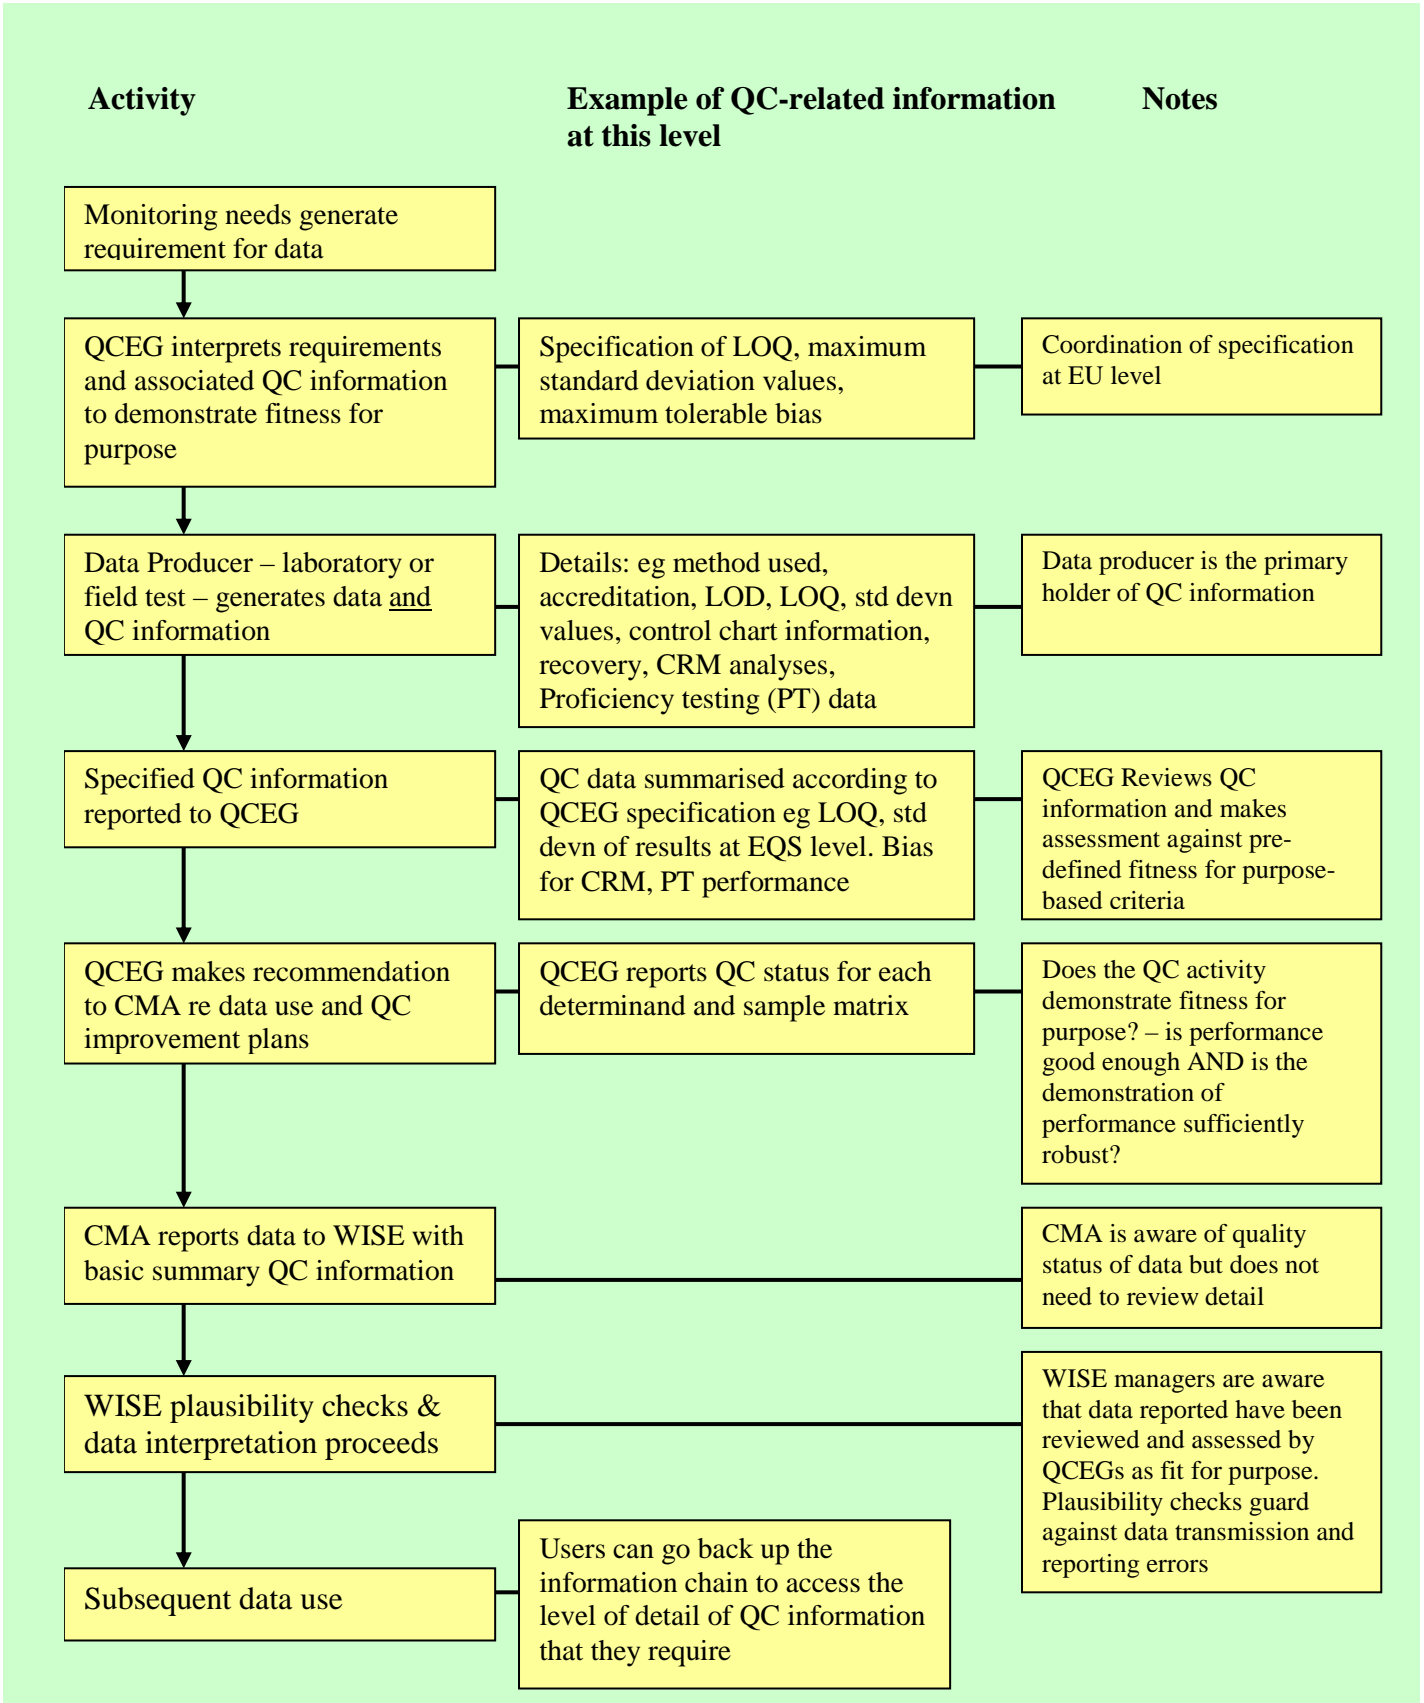 Activity
Example of QC-related information
at this level
Notes
Monitoring needs generate
requirement for data
QCEG interprets requirements
and associated QC information
to demonstrate fitness for
purpose
Specification of LOQ, maximum
standard deviation values,
maximum tolerable bias
Coordination of specification
at EU level
Data Producer – laboratory or
field test – generates data and
QC information
Details: eg method used,
accreditation, LOD, LOQ, std devn
values, control chart information,
recovery, CRM analyses,
Proficiency testing (PT) data
Data producer is the primary
holder of QC information
Specified QC information
reported to QCEG
QC data summarised according to
QCEG specification eg LOQ, std
devn of results at EQS level. Bias
for CRM, PT performance
QCEG Reviews QC
information and makes
assessment against pre-
defined fitness for purpose-
based criteria
QCEG makes recommendation
to CMA re data use and QC
improvement plans
QCEG reports QC status for each
determinand and sample matrix
Does the QC activity
demonstrate fitness for
purpose? – is performance
good enough AND is the
demonstration of
performance sufficiently
robust?
CMA reports data to WISE with
basic summary QC information
CMA is aware of quality
status of data but does not
need to review detail
WISE plausibility checks &
data interpretation proceeds
WISE managers are aware
that data reported have been
reviewed and assessed by
QCEGs as fit for purpose.
Plausibility checks guard
against data transmission and
reporting errors
Subsequent data use
Users can go back up the
information chain to access the
level of detail of QC information
that they require